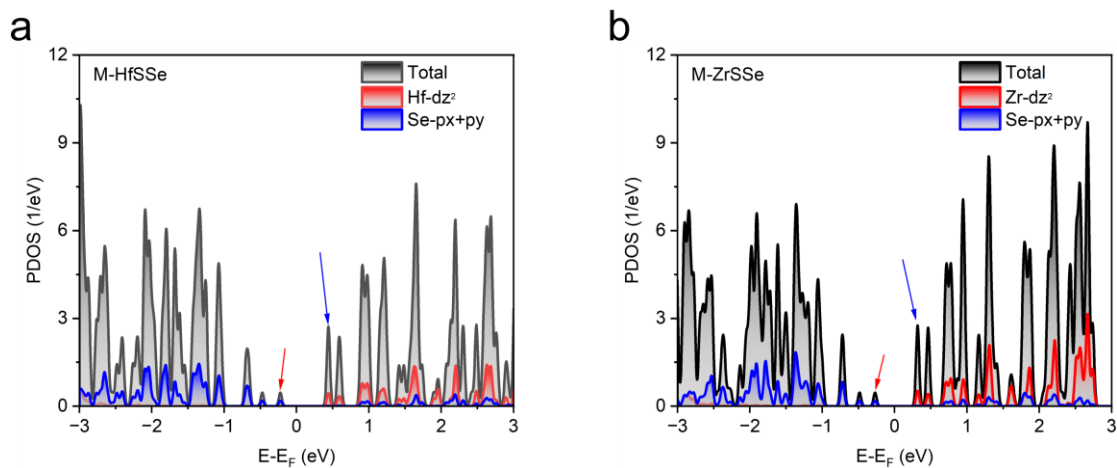 a
M-HfSSe
Total
Hf-dz²
Se-px+py
12
9
6
3
0
PDOS (1/eV)
−3 −2 −1 0 1 2 3
E-E_F (eV)
b
M-ZrSSe
Total
Zr-dz²
Se-px+py
12
9
6
3
0
PDOS (1/eV)
−3 −2 −1 0 1 2 3
E-E_F (eV)